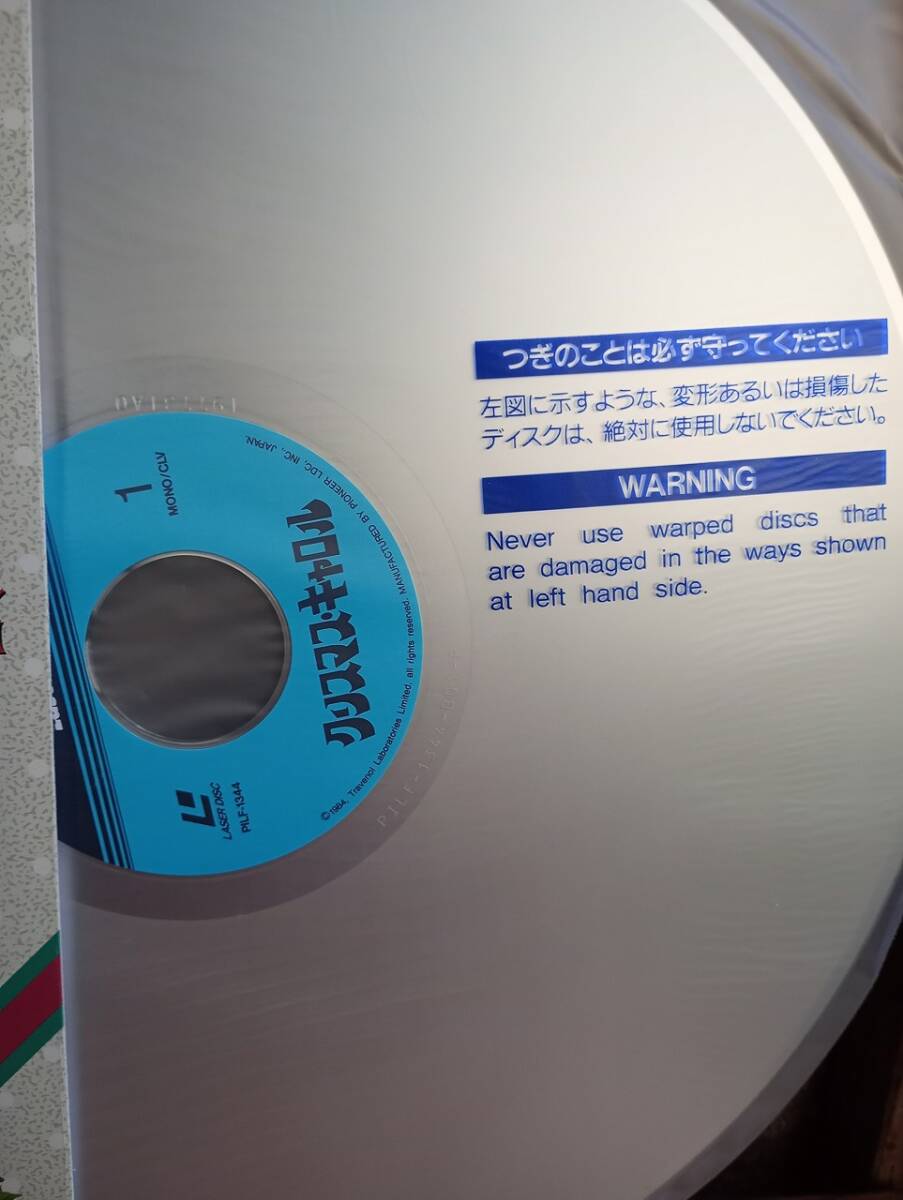 つぎのことは必ず守ってください
左図に示すような、変形あるいは損傷した
ディスクは、絶対に使用しないでください。
WARNING
Never use warped discs that
are damaged in the ways shown
at left hand side.
クリスマス・キャロル
1
MONO/CLV
LASER DISC
PILF-1344
©1984, Travenol Laboratories Limited. all rights reserved. MANUFACTURED BY PIONEER LDC, INC., JAPAN.